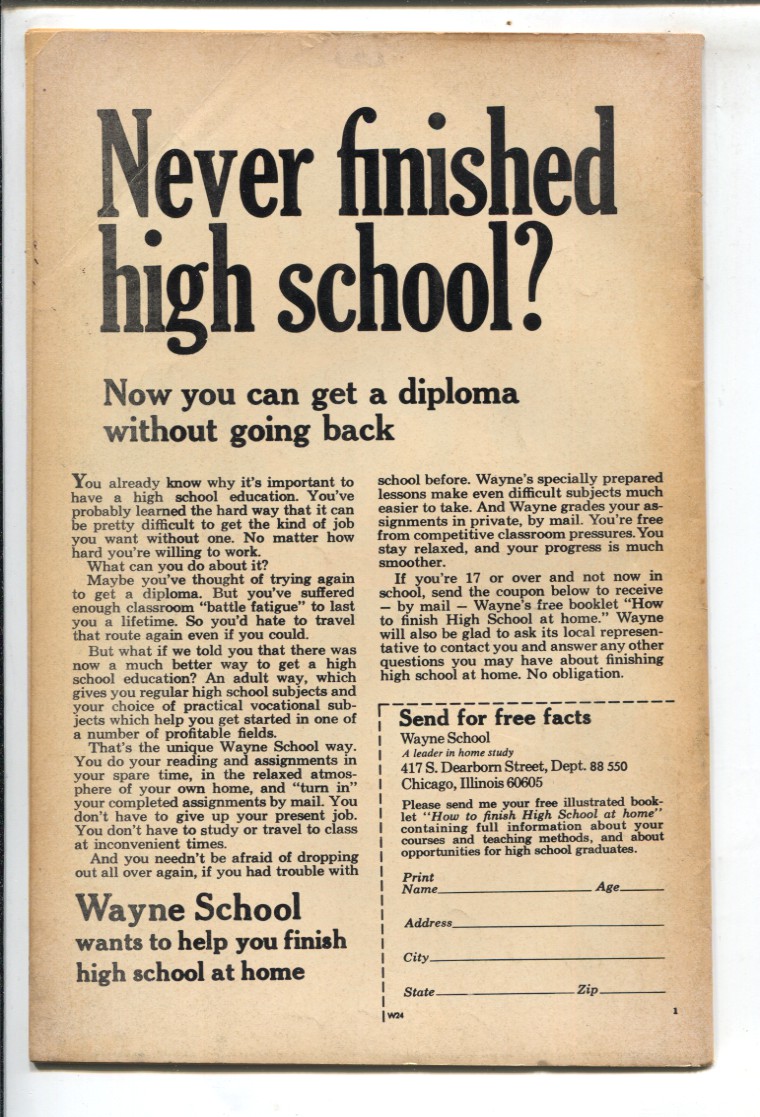 Never finished
high school?
Now you can get a diploma
without going back
You already know why it's important to
have a high school education. You've
probably learned the hard way that it can
be pretty difficult to get the kind of job
you want without one. No matter how
hard you're willing to work.
What can you do about it?
Maybe you've thought of trying again
to get a diploma. But you've suffered
enough classroom "battle fatigue" to last
you a lifetime. So you'd hate to travel
that route again even if you could.
But what if we told you that there was
now a much better way to get a high
school education? An adult way, which
gives you regular high school subjects and
your choice of practical vocational sub-
jects which help you get started in one of
a number of profitable fields.
That's the unique Wayne School way.
You do your reading and assignments in
your spare time, in the relaxed atmos-
phere of your own home, and "turn in"
your completed assignments by mail. You
don't have to give up your present job.
You don't have to study or travel to class
at inconvenient times.
And you needn't be afraid of dropping
out all over again, if you had trouble with
school before. Wayne's specially prepared
lessons make even difficult subjects much
easier to take. And Wayne grades your as-
signments in private, by mail. You're free
from competitive classroom pressures. You
stay relaxed, and your progress is much
smoother.
If you're 17 or over and not now in
school, send the coupon below to receive
— by mail — Wayne's free booklet "How
to finish High School at home." Wayne
will also be glad to ask its local represen-
tative to contact you and answer any other
questions you may have about finishing
high school at home. No obligation.
Wayne School
wants to help you finish
high school at home
Send for free facts
Wayne School
A leader in home study
417 S. Dearborn Street, Dept. 88 550
Chicago, Illinois 60605
Please send me your free illustrated book-
let "How to finish High School at home"
containing full information about your
courses and teaching methods, and about
opportunities for high school graduates.
Print
Name Age
Address
City
State Zip
W24 1